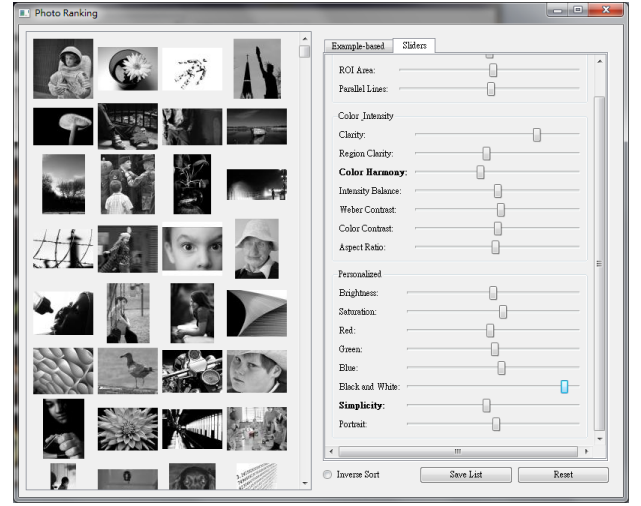 Photo Ranking
Example-based
Sliders
ROI Area:
Parallel Lines:
Color_Intensity
Clarity:
Region Clarity:
Color Harmony:
Intensity Balance:
Weber Contrast:
Color Contrast:
Aspect Ratio:
Personalized
Brightness:
Saturation:
Red:
Green:
Blue:
Black and White:
Simplicity:
Portrait:
Inverse Sort
Save List
Reset